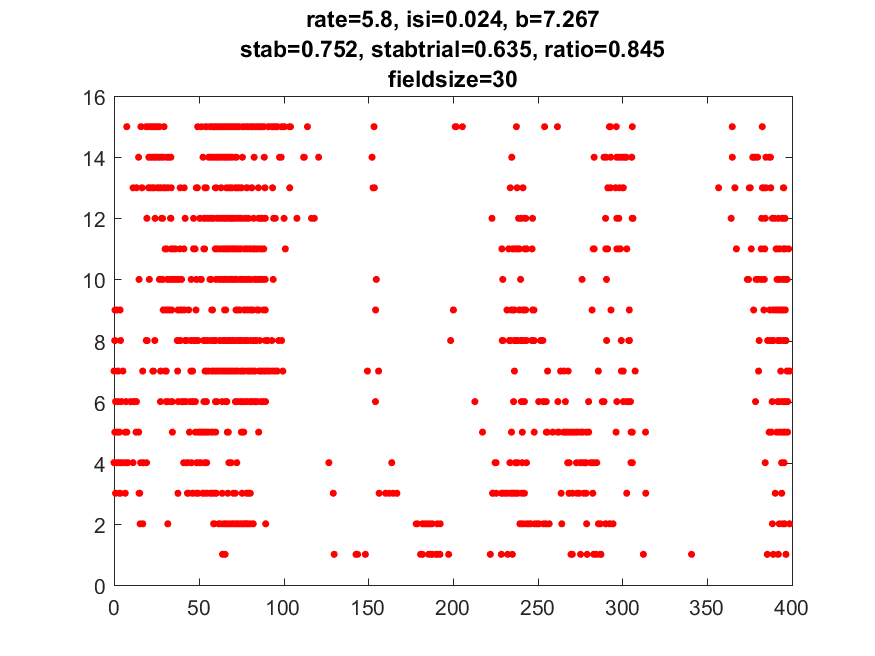 rate=5.8, isi=0.024, b=7.267
stab=0.752, stabtrial=0.635, ratio=0.845
fieldsize=30
16
14
12
10
8
6
4
2
0
0 50 100 150 200 250 300 350 400